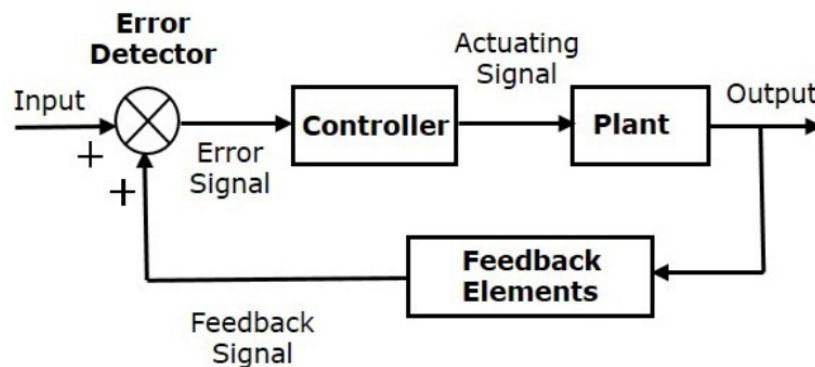 Error
Detector
Input
+
+
Error
Signal
Controller
Actuating
Signal
Plant
Output
Feedback
Elements
Feedback
Signal